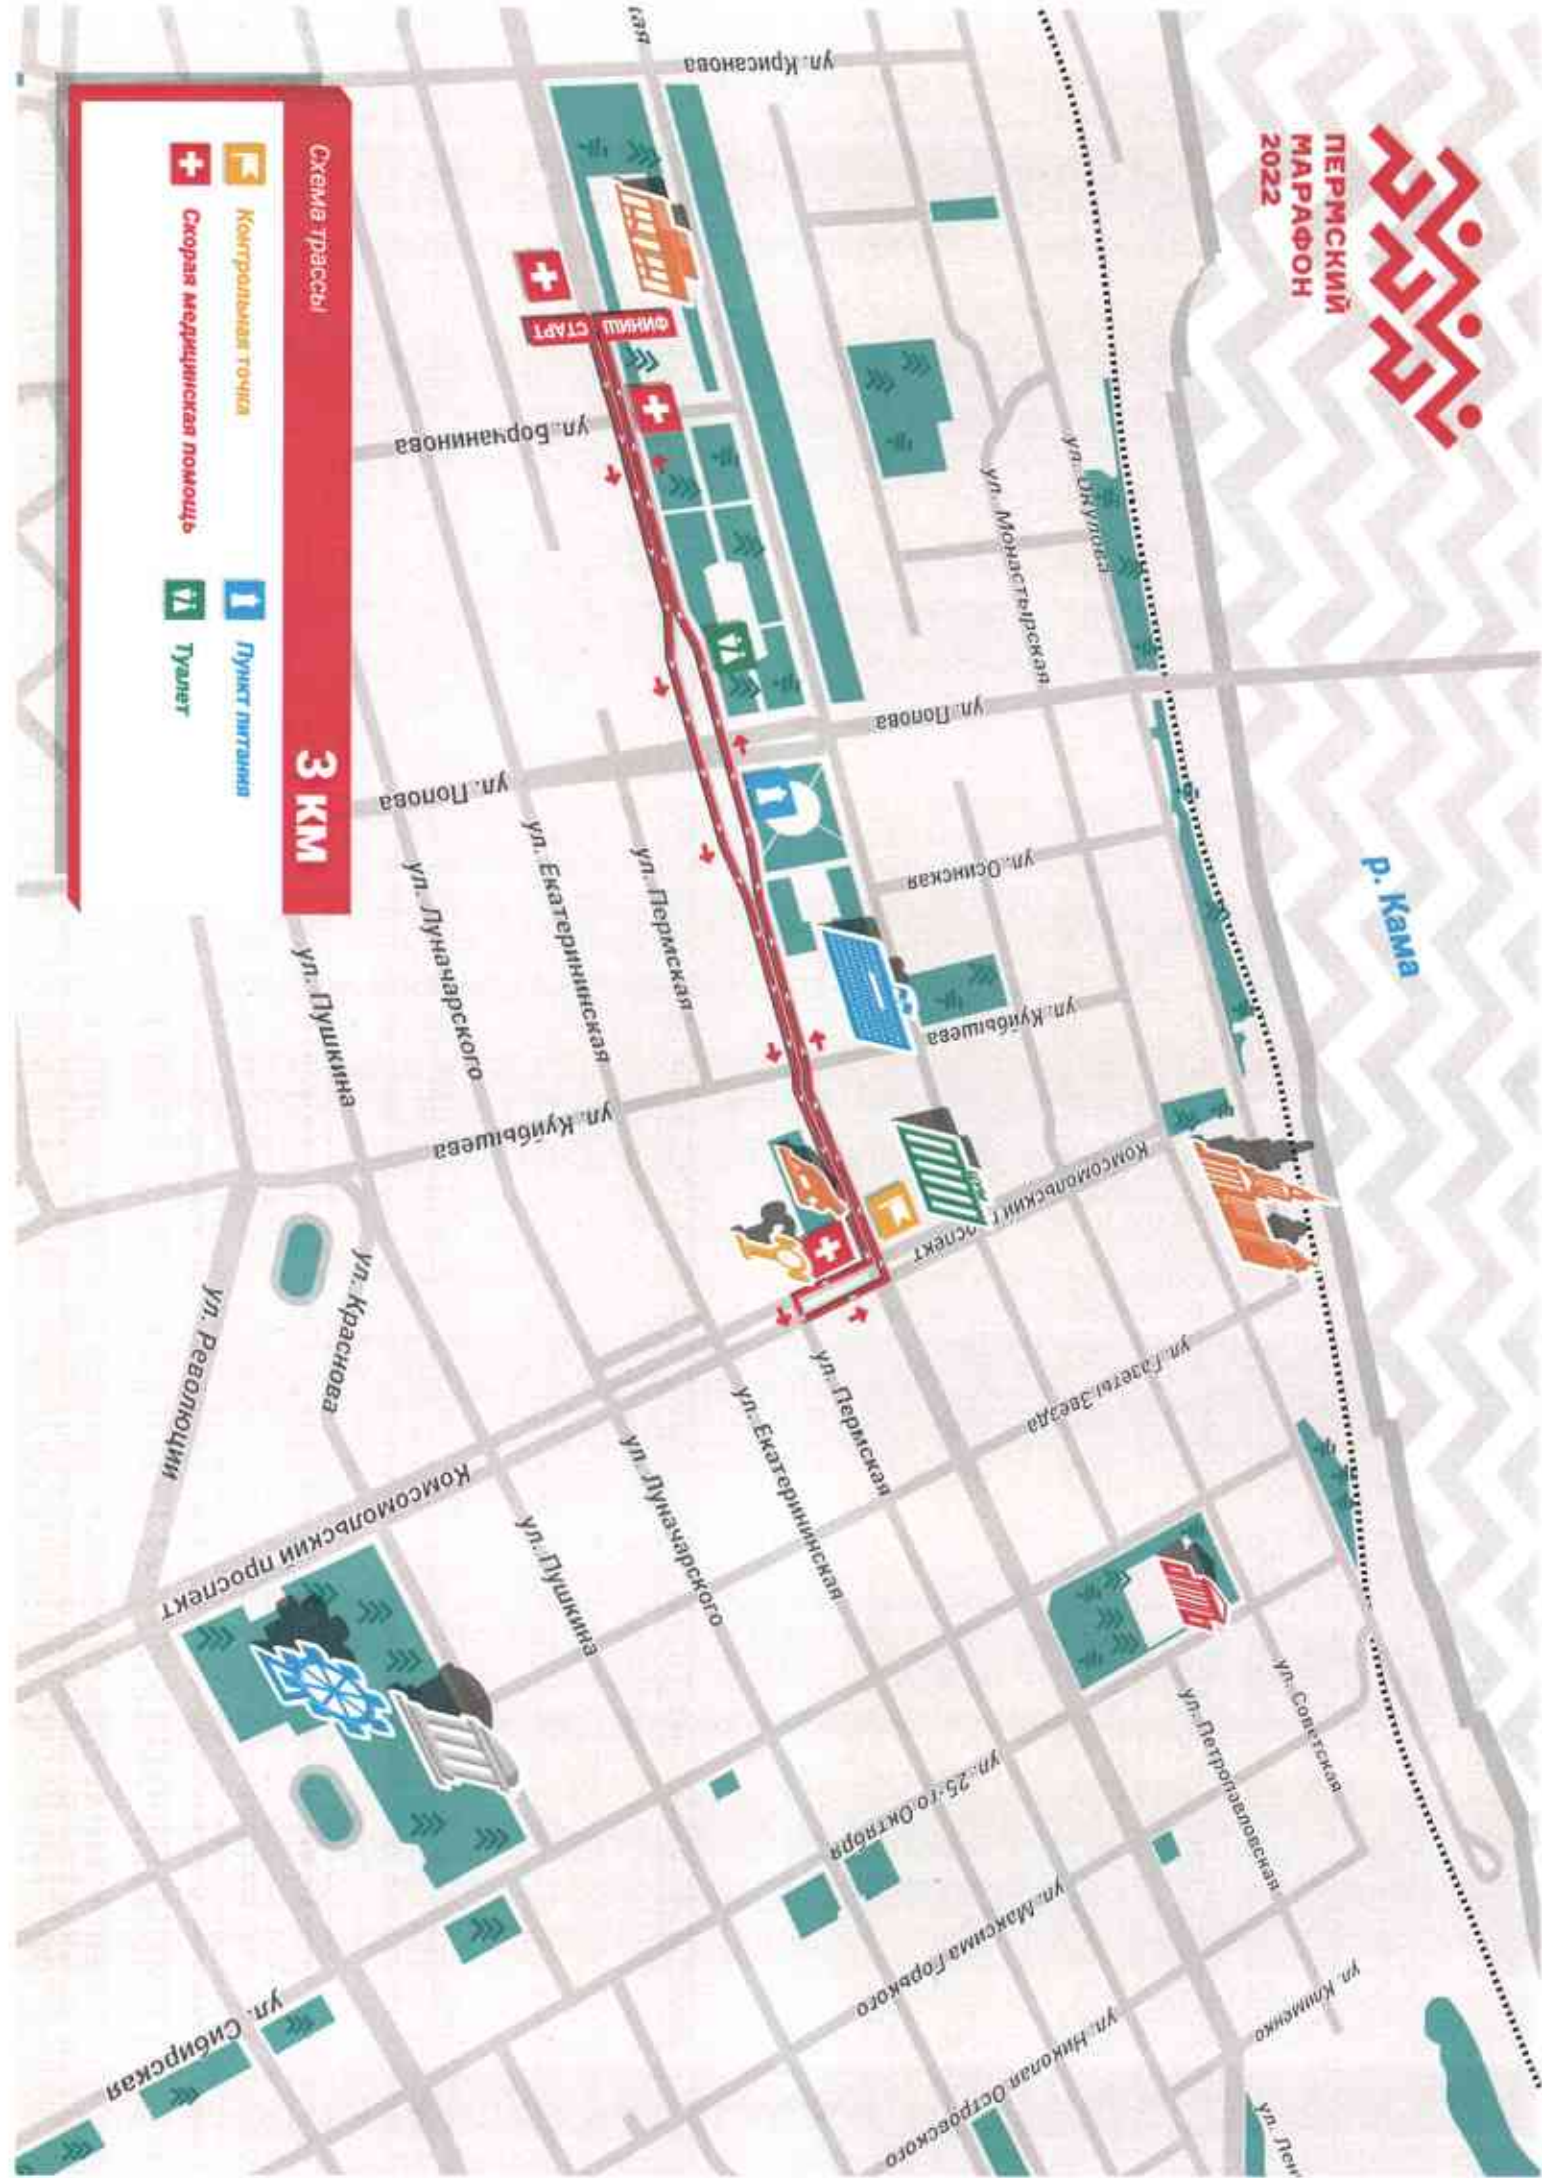 ПЕРМСКИЙ
МАРАФОН
2022
р. Кама
ул. Крисанова
ул. Окулова
ул. Монастырская
ул. Попова
ул. Осинская
ул. Куйбышева
Комсомольский
ул. Газеты Звезда
ул. Советская
ул. Петропавловская
ул. Клименко
ФИНИШ
СТАРТ
ул. Борчанинова
ул. Попова
ул. Пермская
ул. Екатерининская
ул. Луначарского
ул. Пушкина
ул. Куйбышева
ул. Краснова
ул. Революции
ул. Пермская
ул. Екатерининская
ул. Луначарского
ул. Пушкина
Комсомольский проспект
ул. 25-го Октября
ул. Максима Горького
ул. Николая Островского
ул. Сибирская
Схема трассы
3 КМ
Контрольная точка
Пункт питания
Скорая медицинская помощь
Туалет